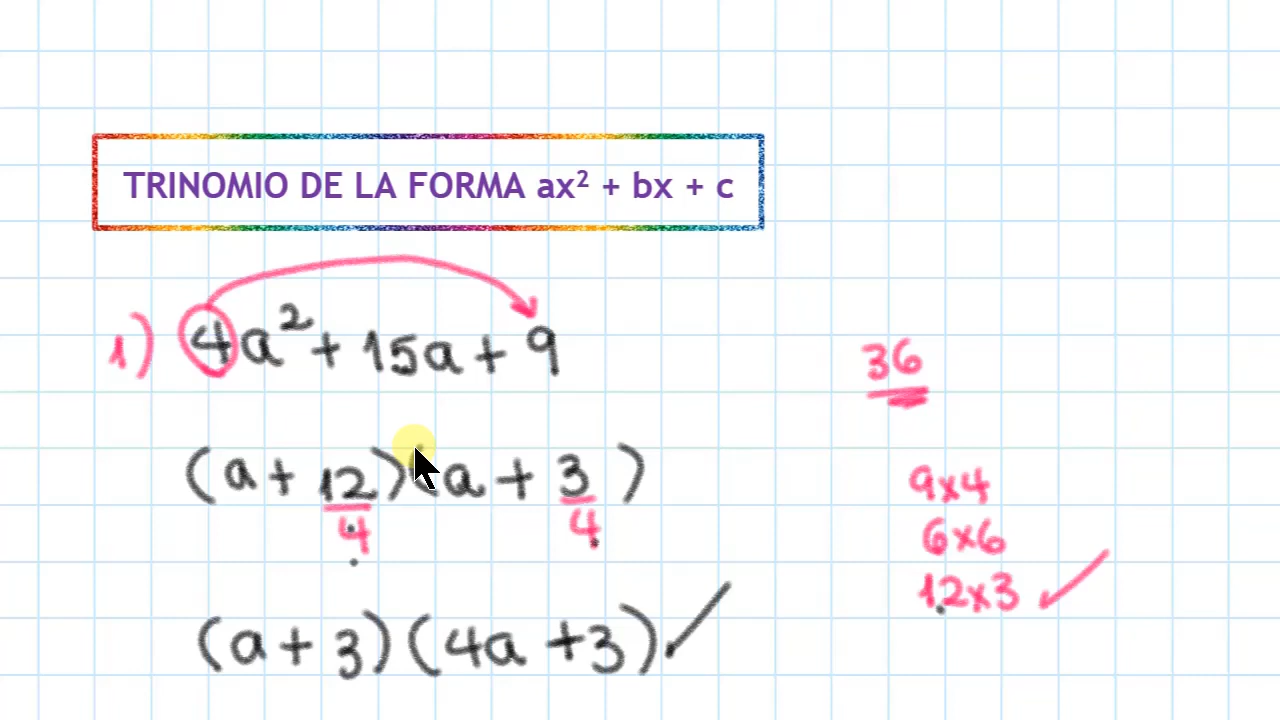 TRINOMIO DE LA FORMA ax² + bx + c
1) 4a² + 15a + 9
36
(a + 12/4)(a + 3/4)
9x4
6x6
12x3
(a + 3)(4a + 3)